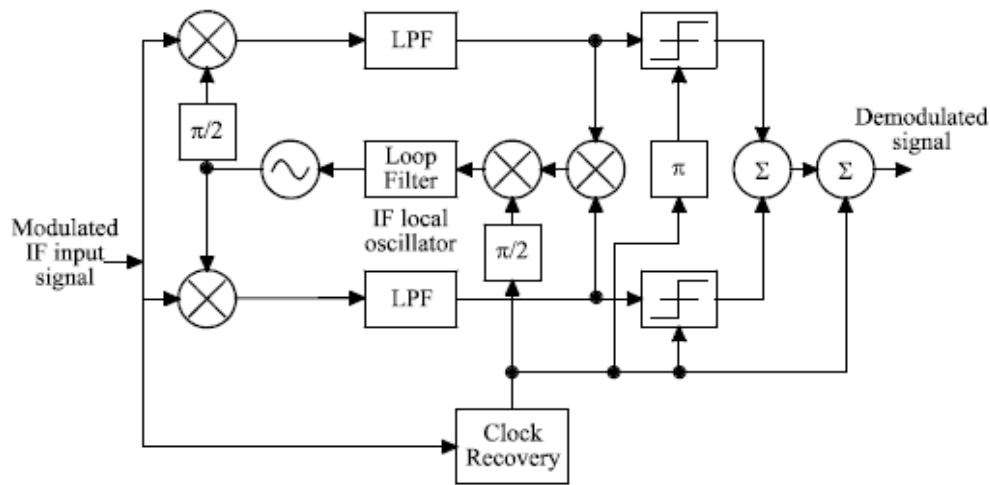 LPF
π/2
Demodulated
signal
Loop
Filter
π
Σ
Σ
Modulated
IF input
signal
IF local
oscillator
π/2
LPF
Clock
Recovery